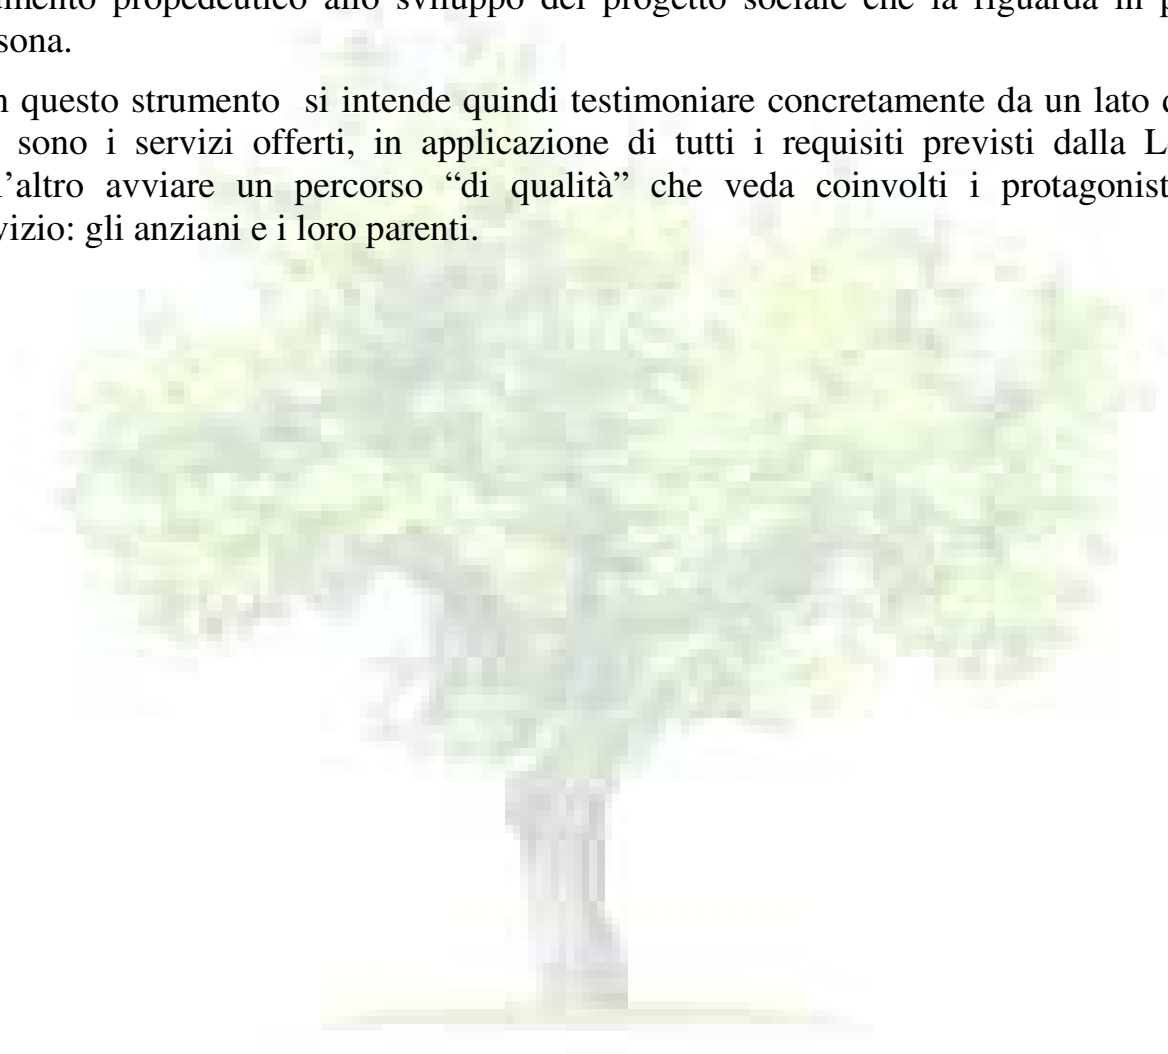 umento propedeutico allo sviluppo del progetto sociale che la riguarda in p
sona.
n questo strumento si intende quindi testimoniare concretamente da un lato
sono i servizi offerti, in applicazione di tutti i requisiti previsti dalla L
l’altro avviare un percorso “di qualità” che veda coinvolti i protagonist
vizio: gli anziani e i loro parenti.